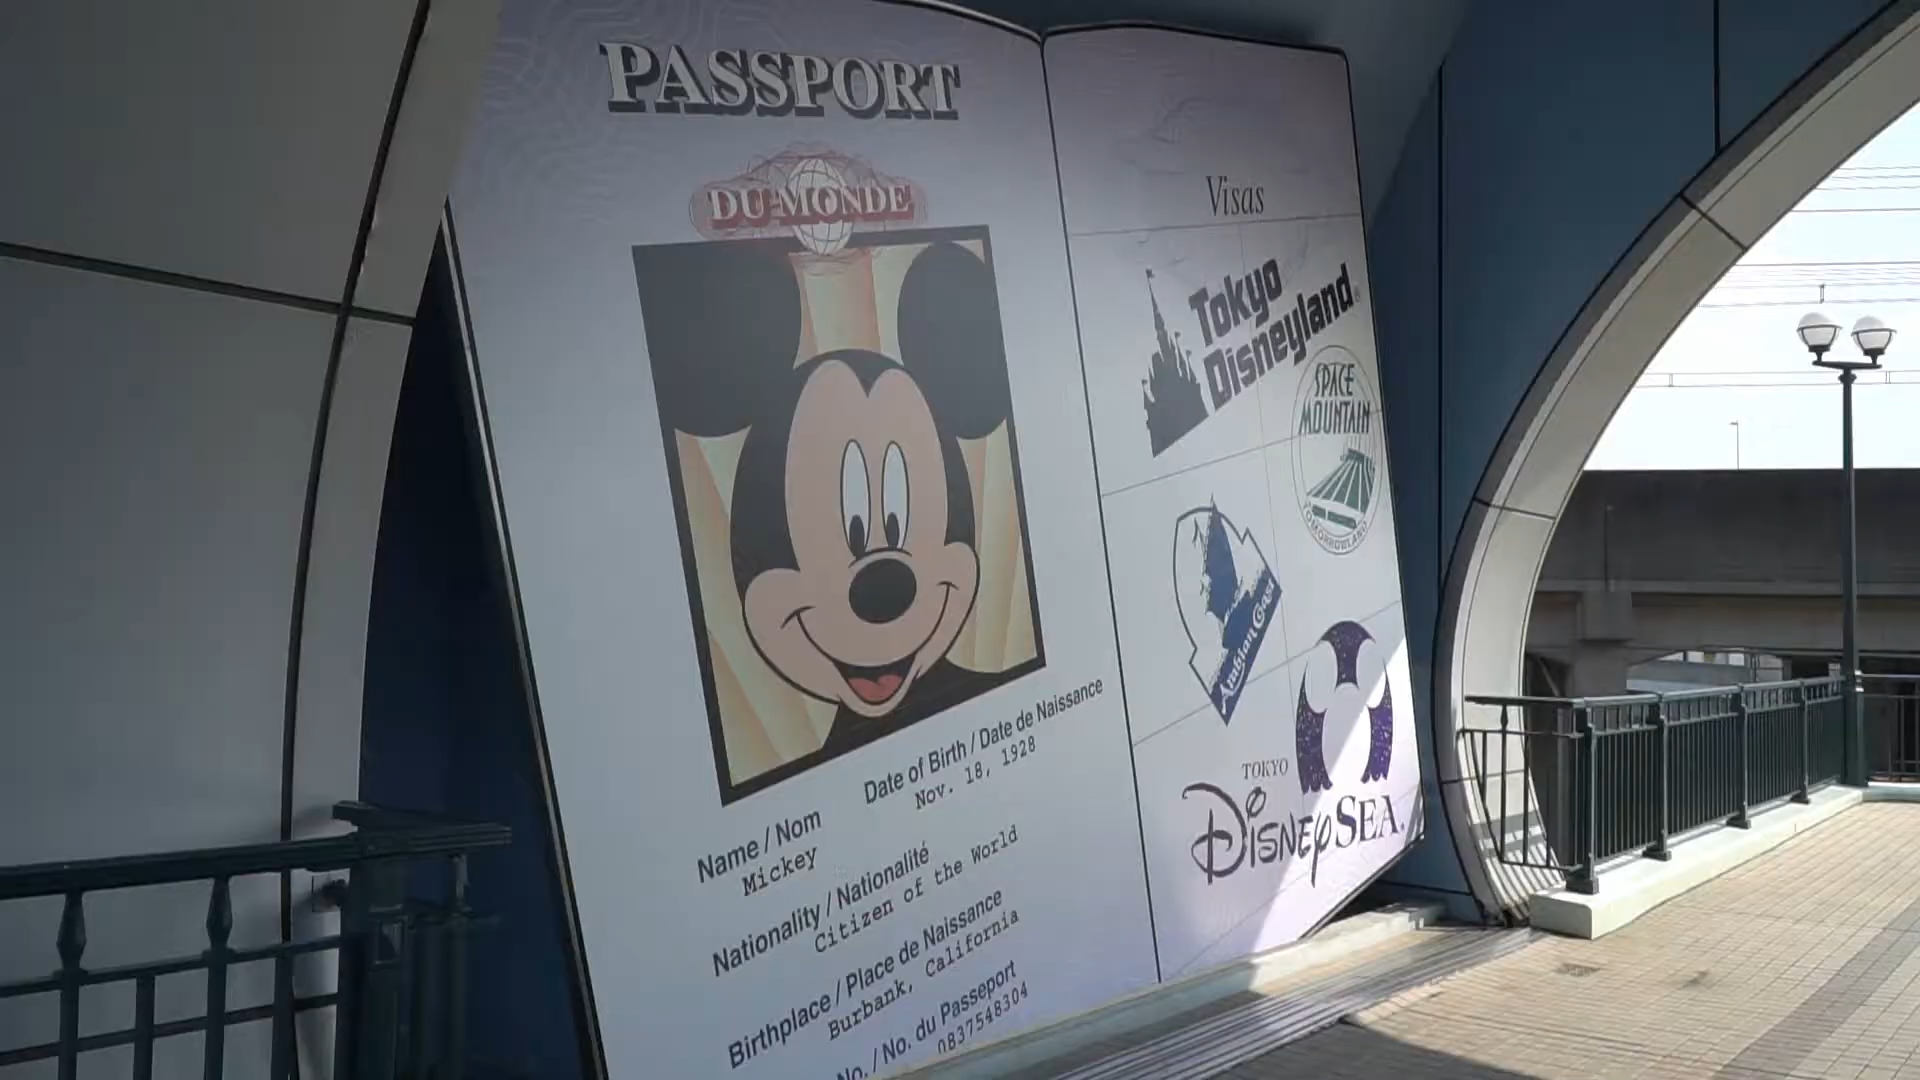 PASSPORT
DU MONDE
Date of Birth / Date de Naissance
Nov. 18, 1928
Name / Nom
Mickey
Nationality / Nationalité
Citizen of the World
Birthplace / Place de Naissance
Burbank, California
No. / No. du Passeport
0837548304
Visas
Tokyo
Disneyland
SPACE
MOUNTAIN
TOMORROWLAND
Arabian Coast
TOKYO
DISNEYSEA.